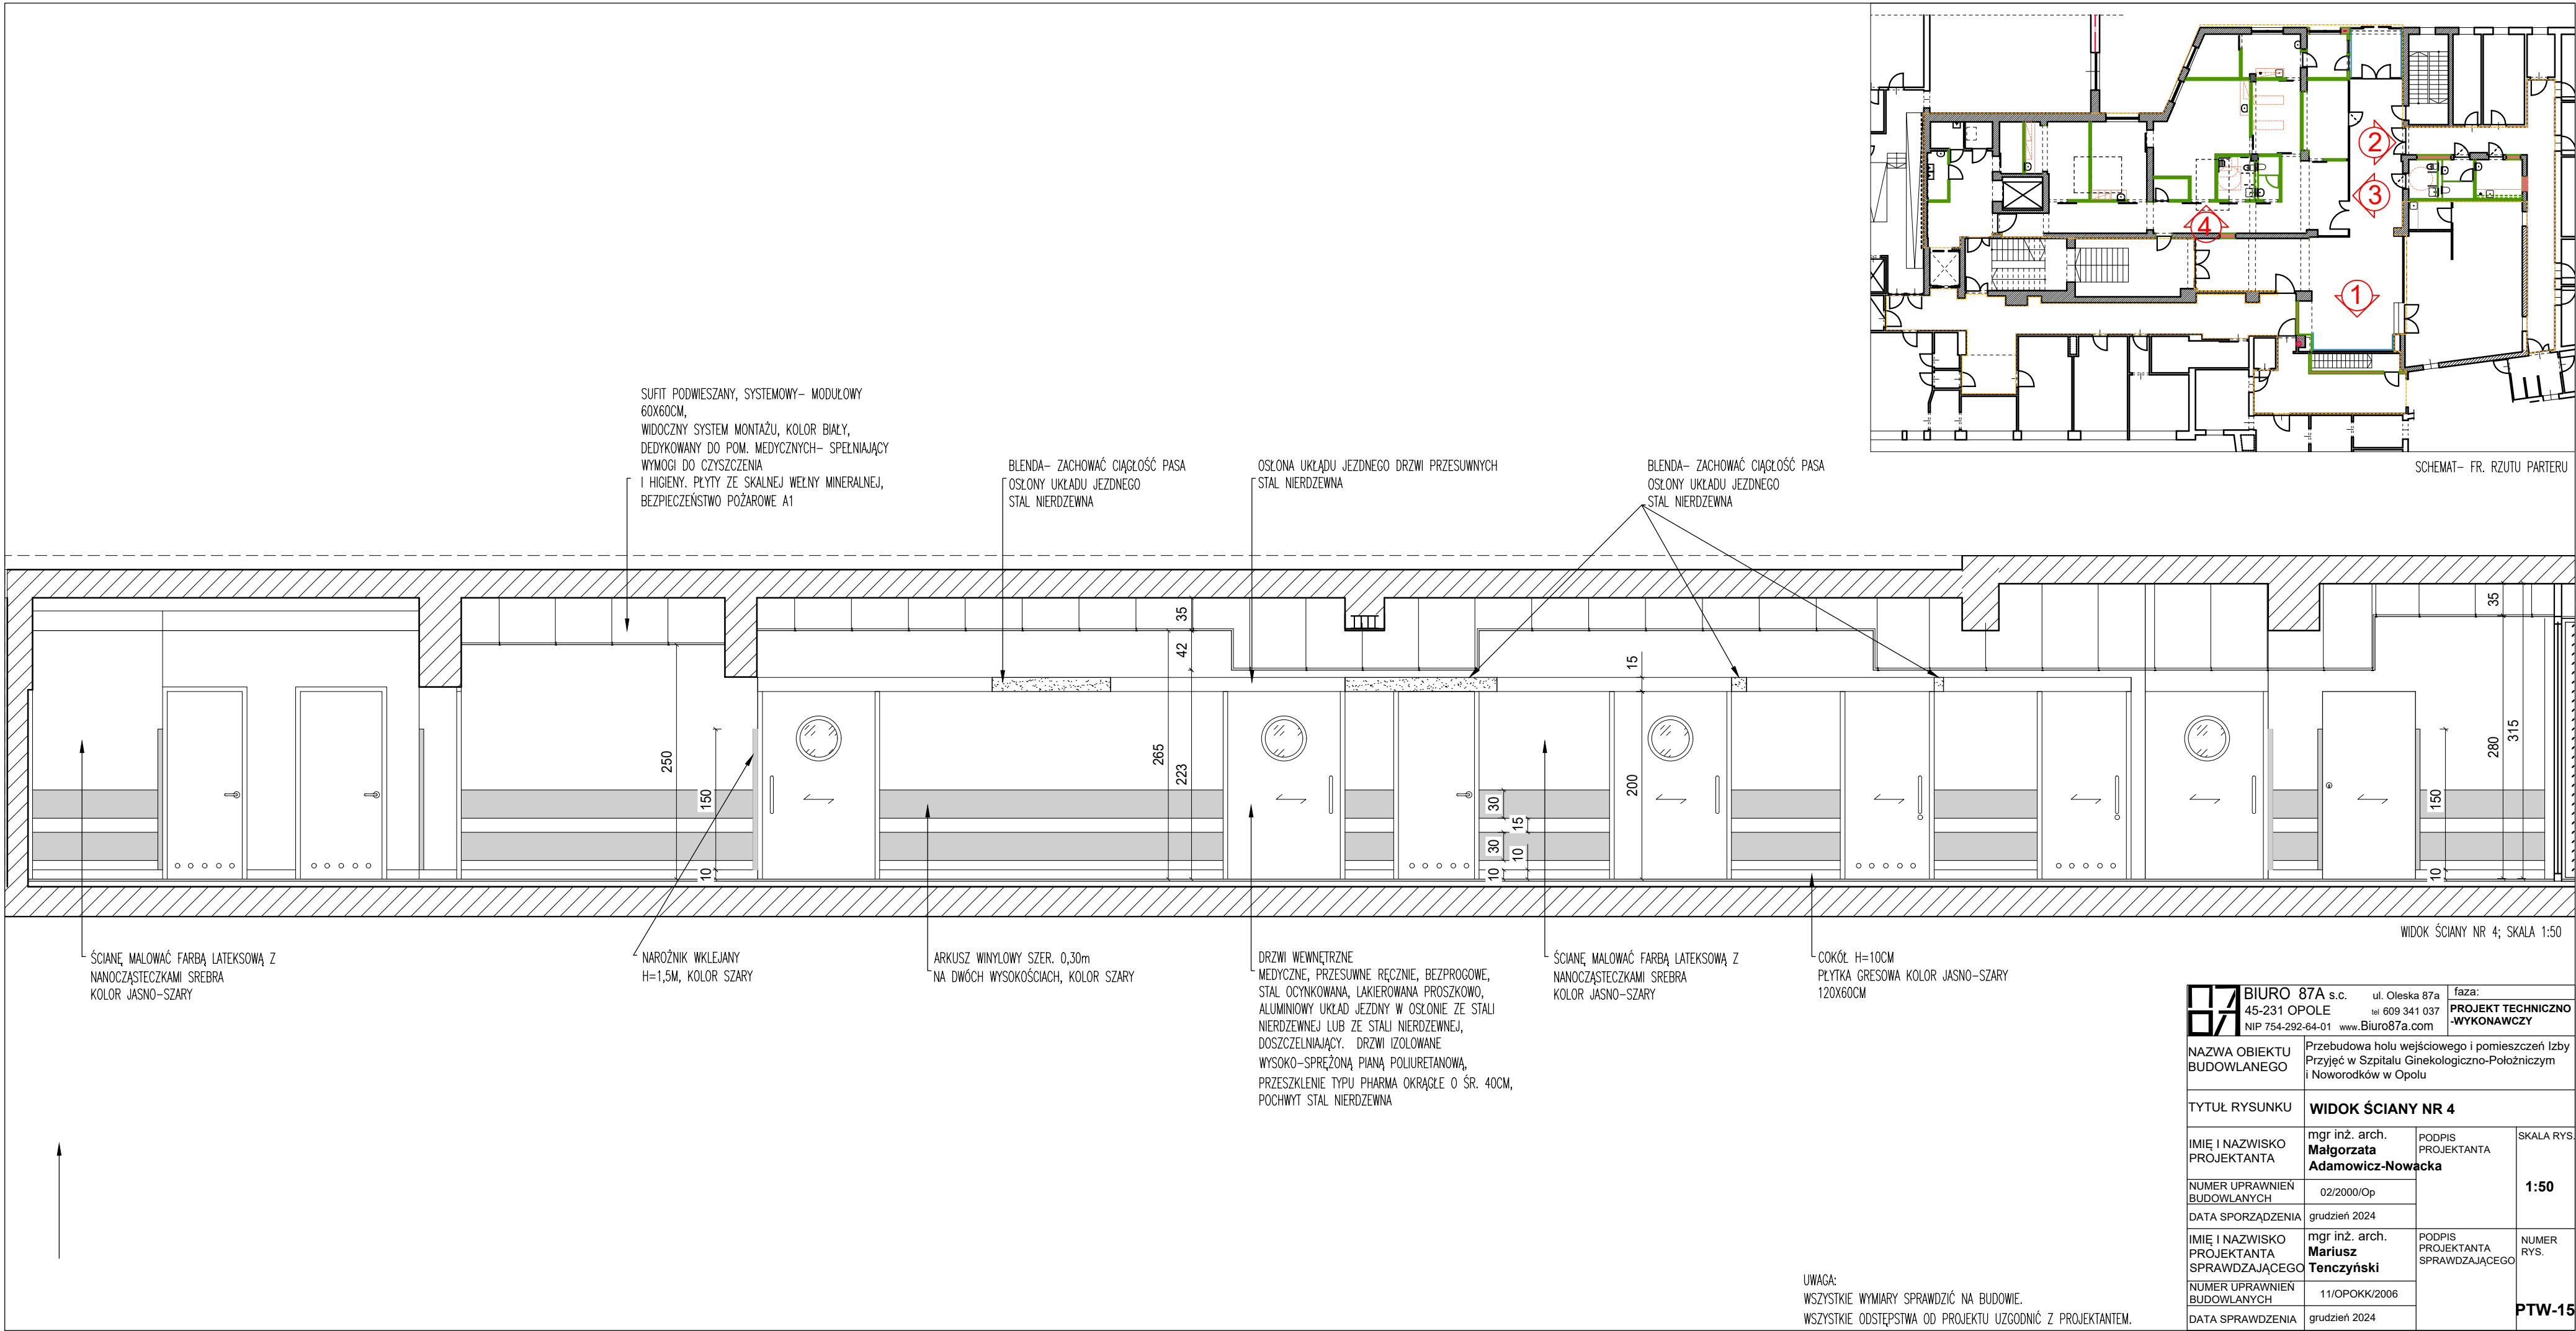 2
3
4
1
SCHEMAT- FR. RZUTU PARTERU
SUFIT PODWIESZANY, SYSTEMOWY- MODUŁOWY
60X60CM,
WIDOCZNY SYSTEM MONTAŻU, KOLOR BIAŁY,
DEDYKOWANY DO POM. MEDYCZNYCH- SPEŁNIAJĄCY
WYMOGI DO CZYSZCZENIA
I HIGIENY. PŁYTY ZE SKALNEJ WEŁNY MINERALNEJ,
BEZPIECZEŃSTWO POŻAROWE A1
BLENDA- ZACHOWAĆ CIĄGŁOŚĆ PASA
OSŁONY UKŁADU JEZDNEGO
STAL NIERDZEWNA
OSŁONA UKŁĄDU JEZDNEGO DRZWI PRZESUWNYCH
STAL NIERDZEWNA
BLENDA- ZACHOWAĆ CIĄGŁOŚĆ PASA
OSŁONY UKŁADU JEZDNEGO
STAL NIERDZEWNA
250
150
10
35
42
265
223
30
15
30
10
10
15
200
35
315
280
150
10
WIDOK ŚCIANY NR 4; SKALA 1:50
ŚCIANĘ MALOWAĆ FARBĄ LATEKSOWĄ Z
NANOCZĄSTECZKAMI SREBRA
KOLOR JASNO-SZARY
NAROŻNIK WKLEJANY
H=1,5M, KOLOR SZARY
ARKUSZ WINYLOWY SZER. 0,30m
NA DWÓCH WYSOKOŚCIACH, KOLOR SZARY
DRZWI WEWNĘTRZNE
MEDYCZNE, PRZESUWNE RĘCZNIE, BEZPROGOWE,
STAL OCYNKOWANA, LAKIEROWANA PROSZKOWO,
ALUMINIOWY UKŁAD JEZDNY W OSŁONIE ZE STALI
NIERDZEWNEJ LUB ZE STALI NIERDZEWNEJ,
DOSZCZELNIAJĄCY. DRZWI IZOLOWANE
WYSOKO-SPRĘŻONĄ PIANĄ POLIURETANOWĄ,
PRZESZKLENIE TYPU PHARMA OKRĄGŁE O ŚR. 40CM,
POCHWYT STAL NIERDZEWNA
ŚCIANĘ MALOWAĆ FARBĄ LATEKSOWĄ Z
NANOCZĄSTECZKAMI SREBRA
KOLOR JASNO-SZARY
COKÓŁ H=10CM
PŁYTKA GRESOWA KOLOR JASNO-SZARY
120X60CM
UWAGA:
WSZYSTKIE WYMIARY SPRAWDZIĆ NA BUDOWIE.
WSZYSTKIE ODSTĘPSTWA OD PROJEKTU UZGODNIĆ Z PROJEKTANTEM.
BIURO 87A s.c. ul. Oleska 87a
45-231 OPOLE tel 609 341 037
NIP 754-292-64-01 www.Biuro87a.com
faza:
PROJEKT TECHNICZNO
-WYKONAWCZY
NAZWA OBIEKTU
BUDOWLANEGO
Przebudowa holu wejściowego i pomieszczeń Izby
Przyjęć w Szpitalu Ginekologiczno-Położniczym
i Noworodków w Opolu
TYTUŁ RYSUNKU
WIDOK ŚCIANY NR 4
IMIĘ I NAZWISKO
PROJEKTANTA
mgr inż. arch.
Małgorzata
Adamowicz-Nowacka
PODPIS
PROJEKTANTA
SKALA RYS.
1:50
NUMER UPRAWNIEŃ
BUDOWLANYCH
02/2000/Op
DATA SPORZĄDZENIA
grudzień 2024
IMIĘ I NAZWISKO
PROJEKTANTA
SPRAWDZAJĄCEGO
mgr inż. arch.
Mariusz
Tenczyński
PODPIS
PROJEKTANTA
SPRAWDZAJĄCEGO
NUMER
RYS.
NUMER UPRAWNIEŃ
BUDOWLANYCH
11/OPOKK/2006
DATA SPRAWDZENIA
grudzień 2024
PTW-15